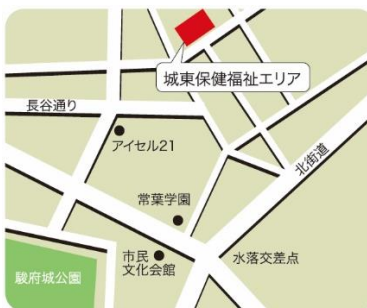 城東保健福祉エリア
長谷通り
アイセル21
北街道
常葉学園
市民
文化会館
水落交差点
駿府城公園